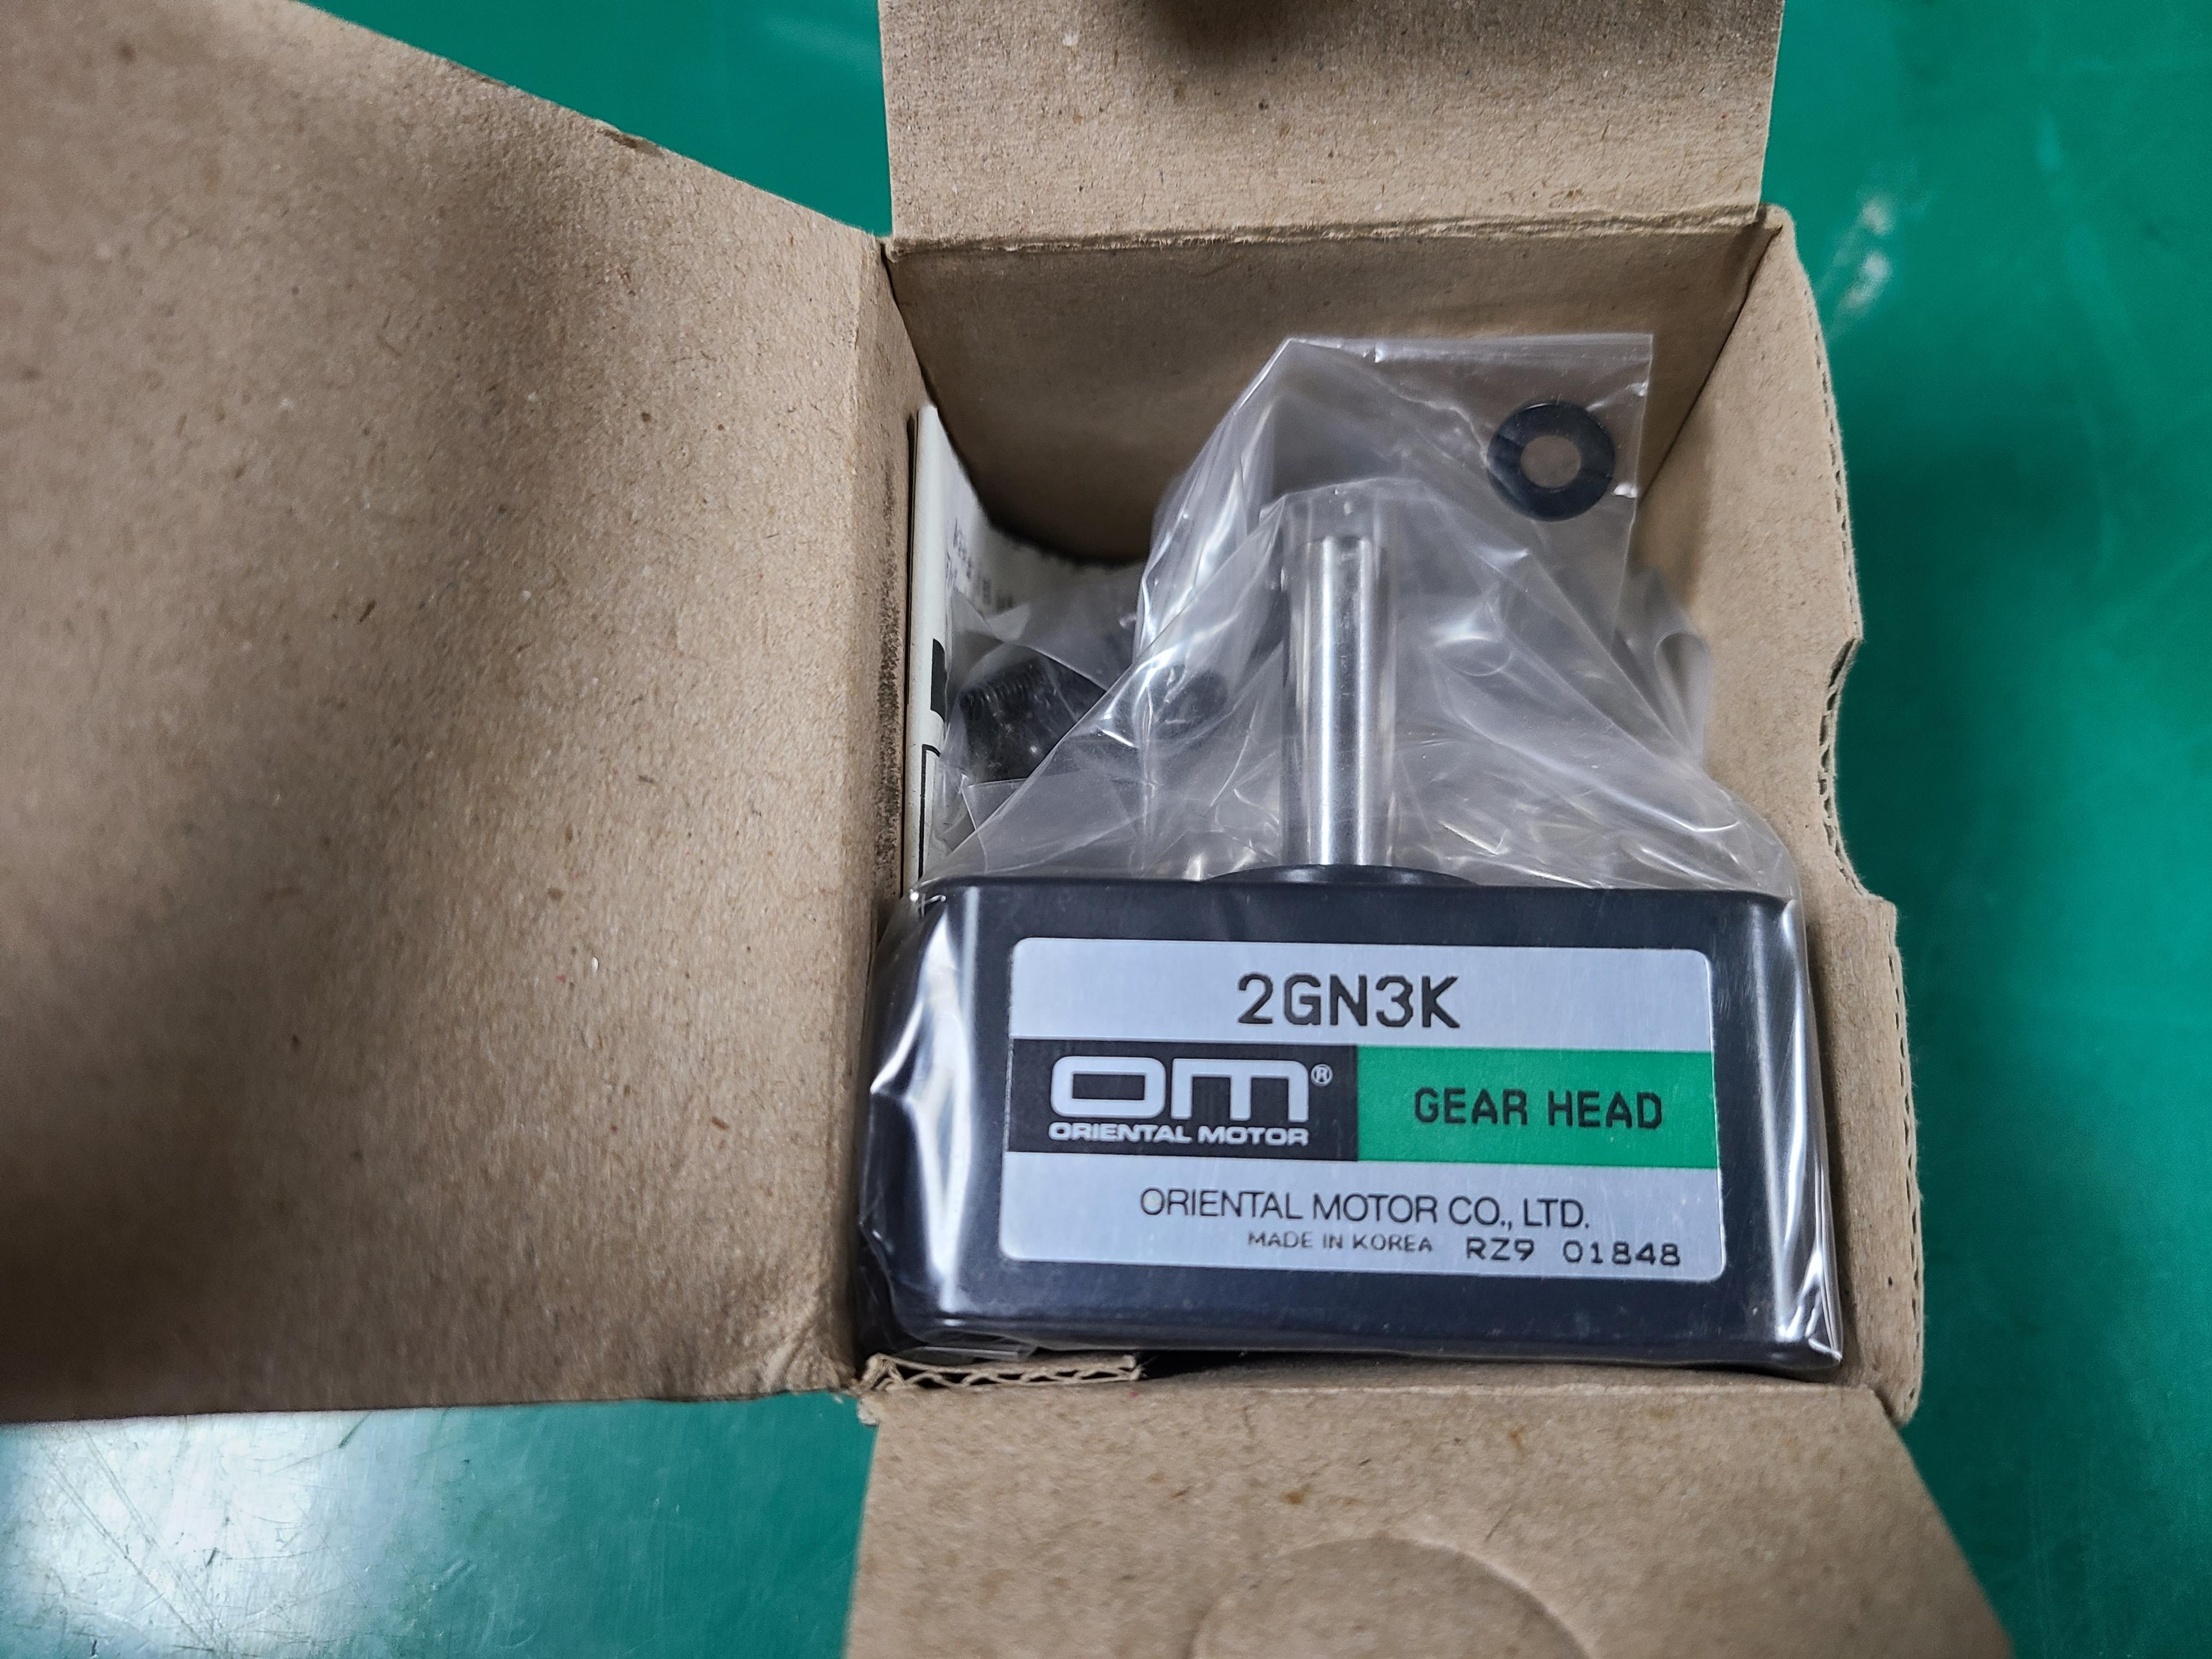 2GN3K
OM®
ORIENTAL MOTOR
GEAR HEAD
ORIENTAL MOTOR CO., LTD.
MADE IN KOREA RZ9 01848